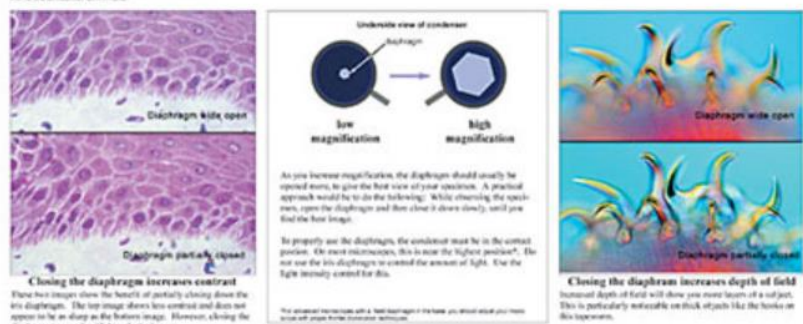 Diaphragm wide open
Diaphragm partially closed
Closing the diaphragm increases contrast
These two images show the benefit of partially closing down the
iris diaphragm. The top image shows less contrast and does not
appear to be as sharp as the bottom image. However, closing the
Underside view of condenser
diaphragm
low
magnification
high
magnification
As you increase magnification, the diaphragm should usually be
opened more, to give the best view of your specimen. A practical
approach would be to do the following: While observing the speci-
men, open the diaphragm and then close it down slowly, until you
find the best image.
To properly use the diaphragm, the condenser must be in the correct
postion. On most microscopes, this is near the highest position*. Do
not use the iris diaphragm to control the amount of light. Use the
light intensity control for this.
Diaphragm wide open
Diaphragm partially closed
Closing the diaphram increases depth of field
Increased depth of field will show you more layers of a subject.
This is particularly noticeable on thick objects like the hooks on
this tapeworm.